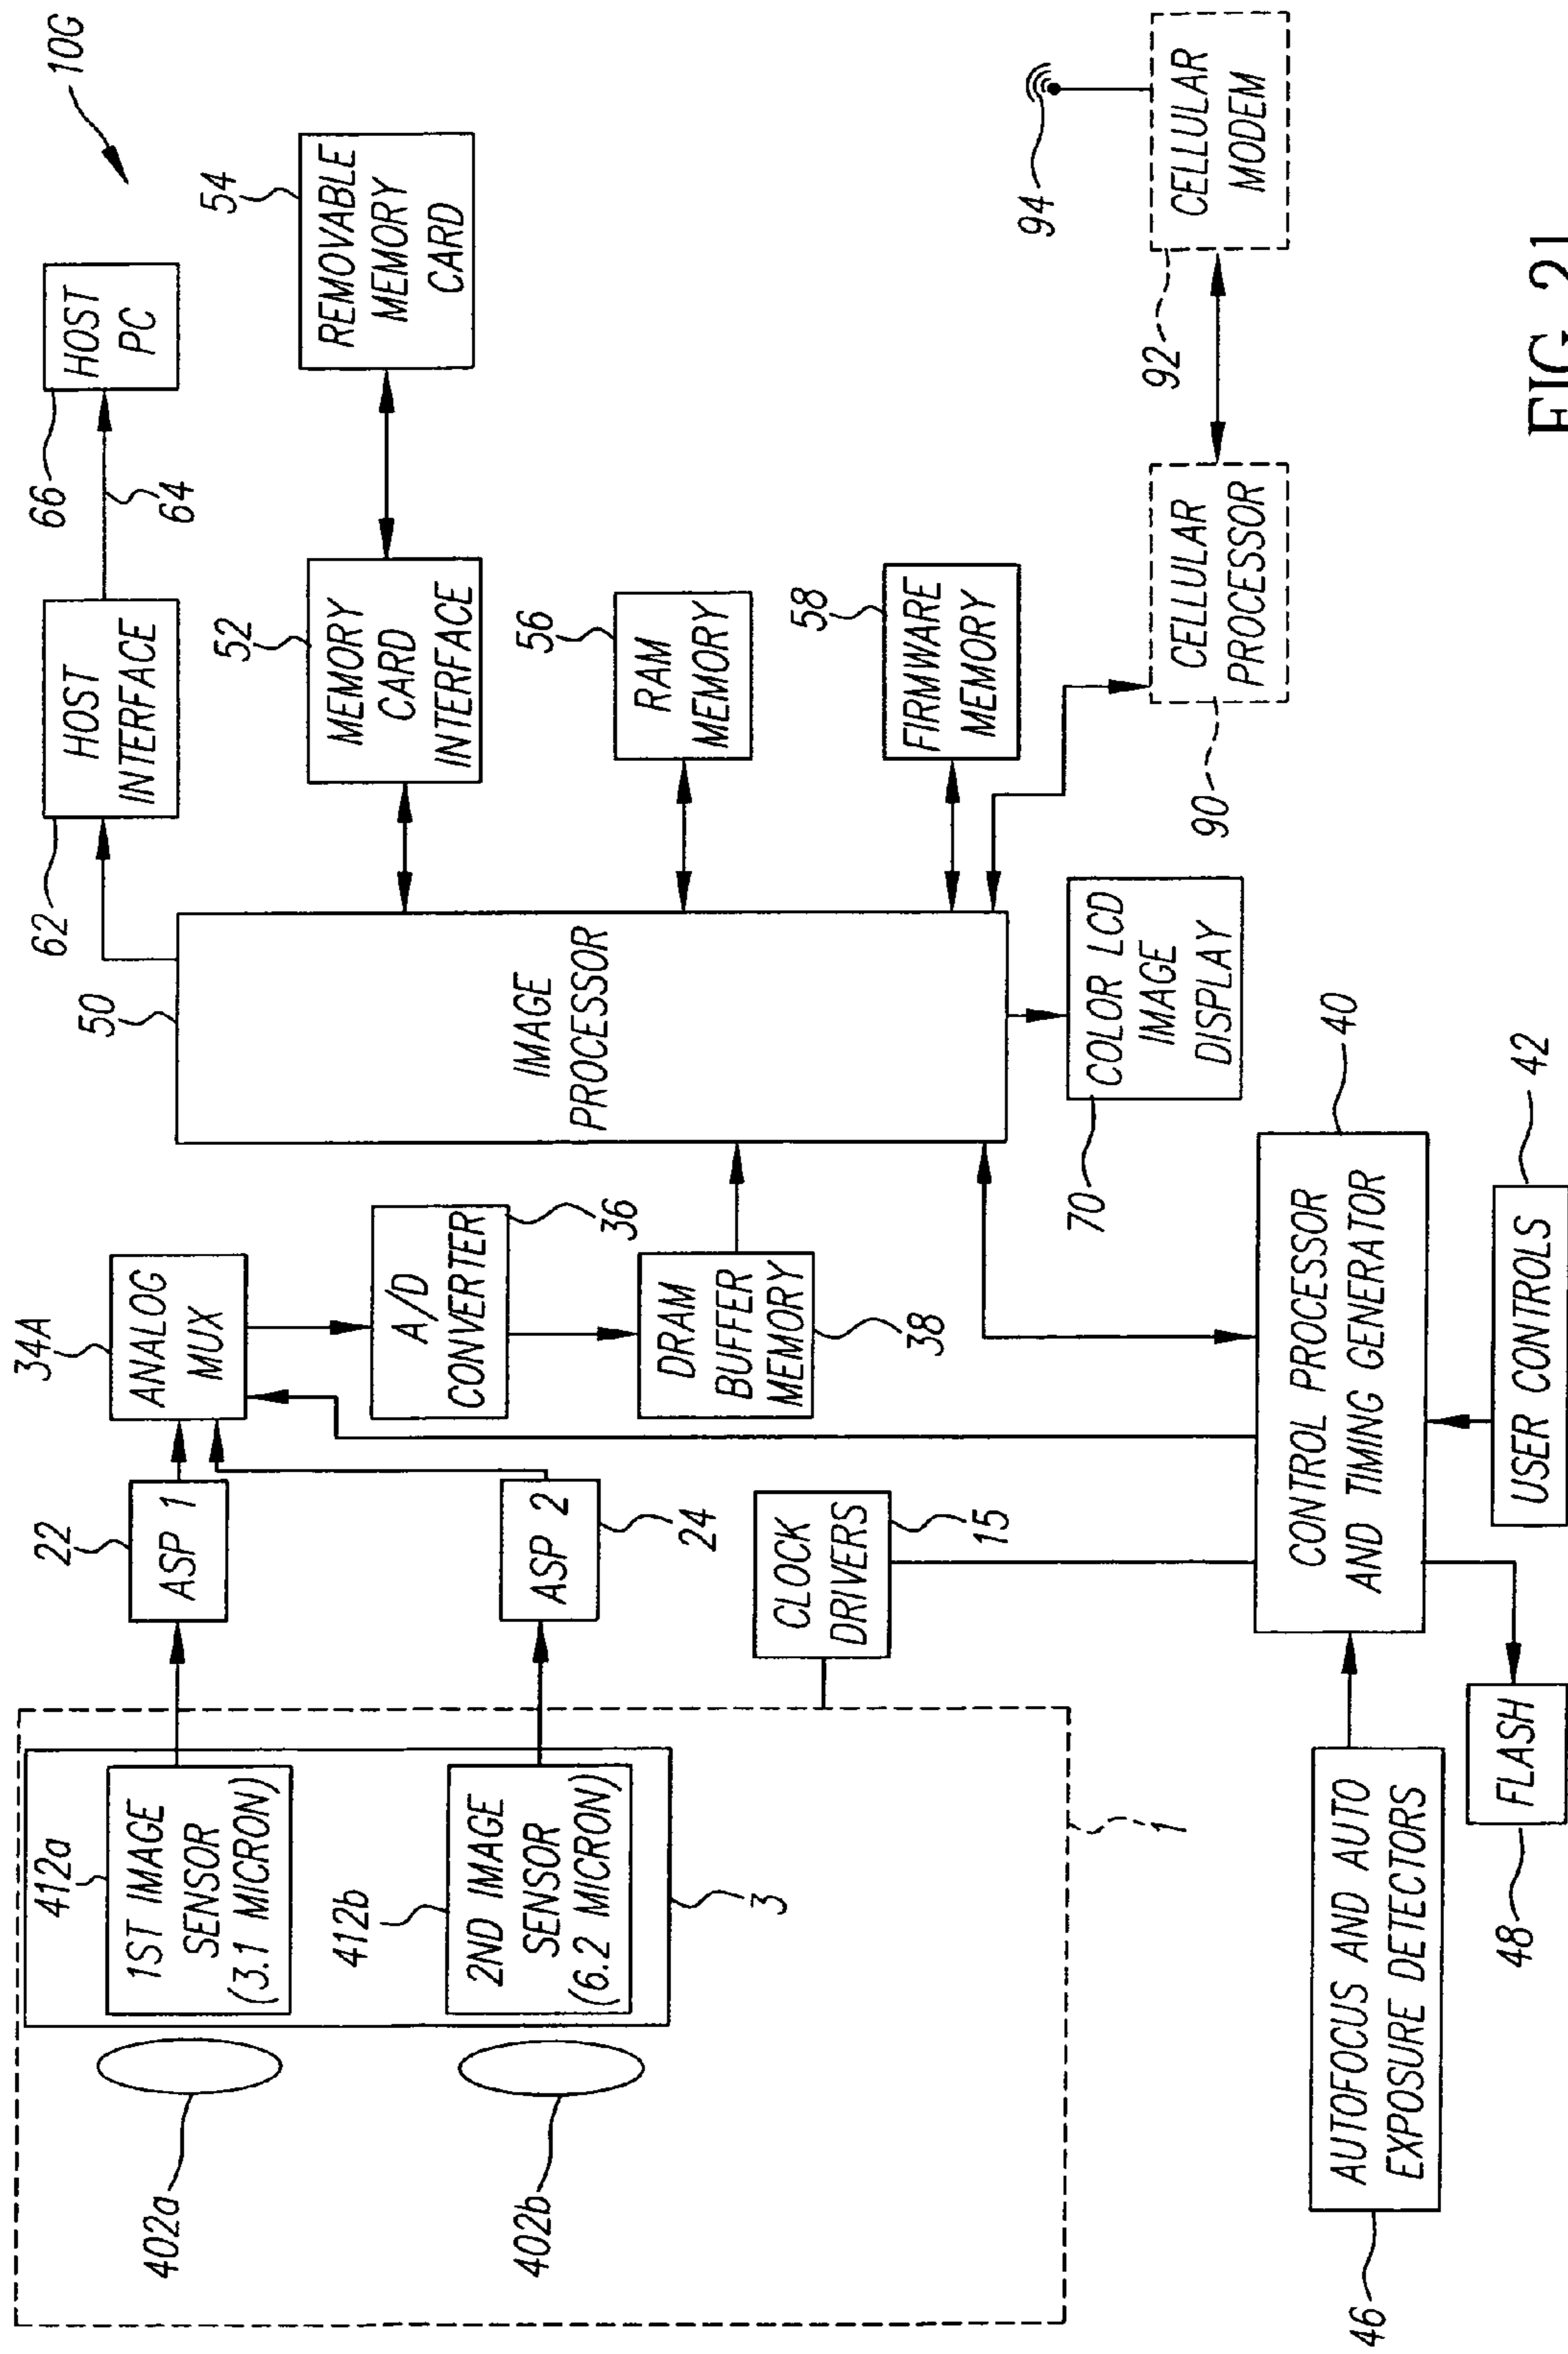 10G
402a
402b
412a
1ST IMAGE
SENSOR
(3.1 MICRON)
412b
2ND IMAGE
SENSOR
(6.2 MICRON)
3
1
22
ASP 1
ASP 2
24
CLOCK
DRIVERS
15
34A
ANALOG
MUX
A/D
CONVERTER
36
DRAM
BUFFER
MEMORY
38
50
IMAGE
PROCESSOR
62
HOST
INTERFACE
64
66
HOST
PC
52
MEMORY
CARD
INTERFACE
54
REMOVABLE
MEMORY
CARD
56
RAM
MEMORY
58
FIRMWARE
MEMORY
70
COLOR LCD
IMAGE
DISPLAY
90
CELLULAR
PROCESSOR
92
CELLULAR
MODEM
94
46
AUTOFOCUS AND AUTO
EXPOSURE DETECTORS
48
FLASH
40
CONTROL PROCESSOR
AND TIMING GENERATOR
42
USER CONTROLS
FIG. 21